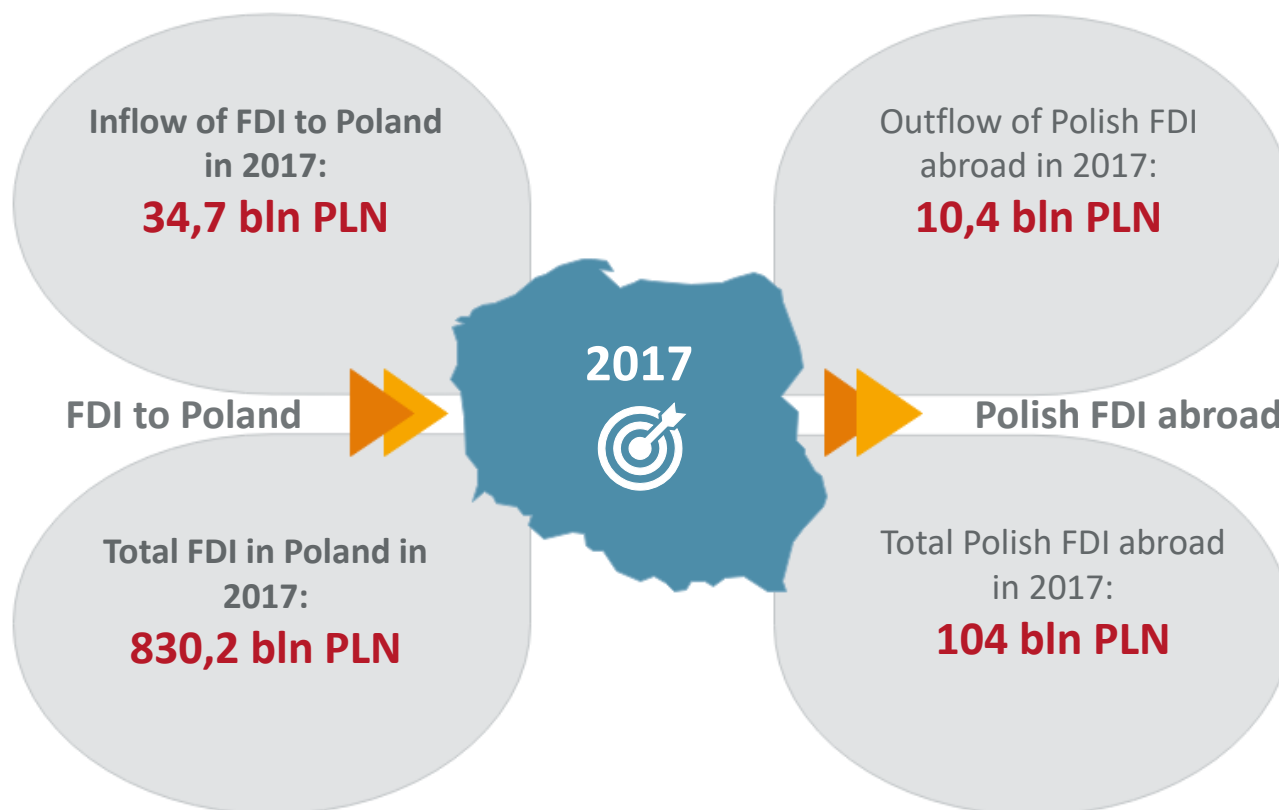 Inflow of FDI to Poland
in 2017:
34,7 bln PLN
Outflow of Polish FDI
abroad in 2017:
10,4 bln PLN
2017
FDI to Poland
Polish FDI abroad
Total FDI in Poland in
2017:
830,2 bln PLN
Total Polish FDI abroad
in 2017:
104 bln PLN